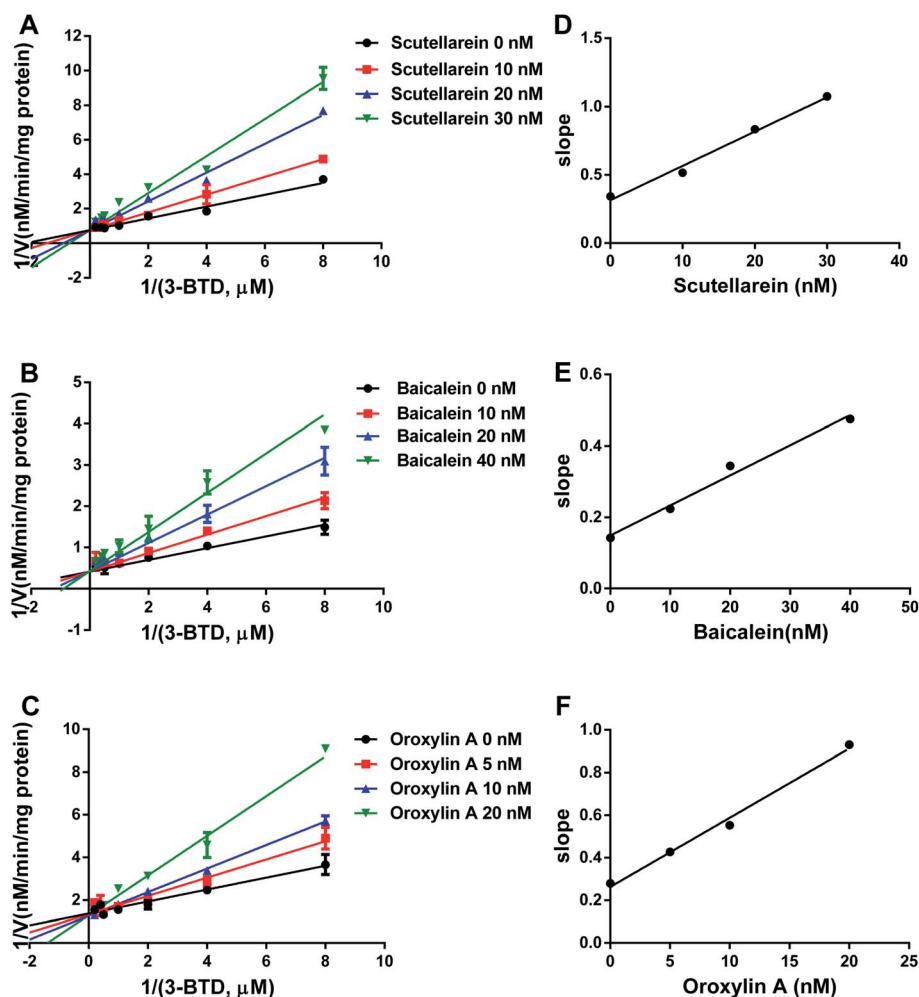 A
1/V(nM/min/mg protein)
12
10
8
6
4
2
-2
2 4 6 8 10
1/(3-BTD, μM)
Scutellarein 0 nM
Scutellarein 10 nM
Scutellarein 20 nM
Scutellarein 30 nM
D
slope
1.5
1.0
0.5
0.0
0 10 20 30 40
Scutellarein (nM)
B
1/V(nM/min/mg protein)
5
4
3
2
1
-1
-2 0 2 4 6 8 10
1/(3-BTD, μM)
Baicalein 0 nM
Baicalein 10 nM
Baicalein 20 nM
Baicalein 40 nM
E
slope
0.6
0.4
0.2
0.0
0 10 20 30 40 50
Baicalein(nM)
C
1/V(nM/min/mg protein)
10
8
6
4
2
-2 0 2 4 6 8 10
1/(3-BTD, μM)
Oroxylin A 0 nM
Oroxylin A 5 nM
Oroxylin A 10 nM
Oroxylin A 20 nM
F
slope
1.0
0.8
0.6
0.4
0.2
0.0
0 5 10 15 20 25
Oroxylin A (nM)